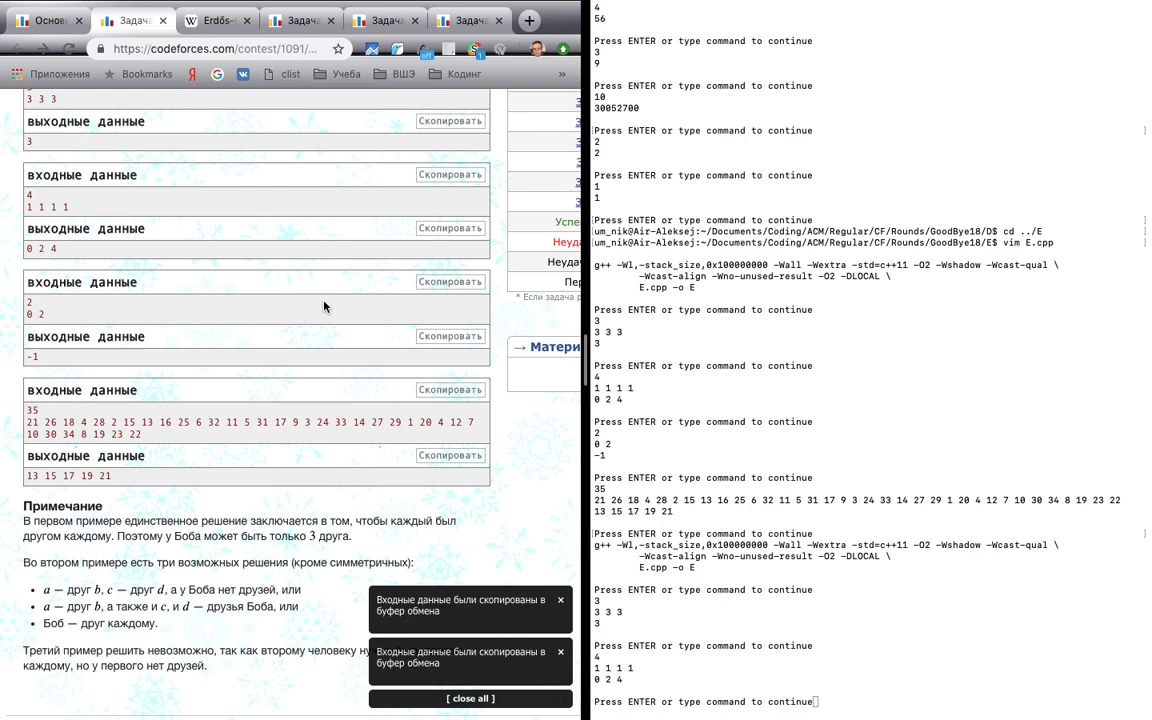 Основ
Задача
Erdős–
Задача
Задача
Задача
https://codeforces.com/contest/1091/...
off
1
Приложения
Bookmarks
clist
Учеба
ВШЭ
Кодинг
»
3 3 3
выходные данные
Скопировать
3
входные данные
Скопировать
4
1 1 1 1
выходные данные
Скопировать
0 2 4
входные данные
Скопировать
2
0 2
выходные данные
Скопировать
-1
входные данные
Скопировать
35
21 26 18 4 28 2 15 13 16 25 6 32 11 5 31 17 9 3 24 33 14 27 29 1 20 4 12 7
10 30 34 8 19 23 22
выходные данные
Скопировать
13 15 17 19 21
Примечание
В первом примере единственное решение заключается в том, чтобы каждый был
другом каждому. Поэтому у Боба может быть только 3 друга.
Во втором примере есть три возможных решения (кроме симметричных):
• a — друг b, c — друг d, а у Боба нет друзей, или
• a — друг b, а также и c, и d — друзья Боба, или
• Боб — друг каждому.
Третий пример решить невозможно, так как второму человеку ну
каждому, но у первого нет друзей.
Успе
Неуда
Неудач
Пер
* Если задача р
→ Матери
Входные данные были скопированы в
буфер обмена
×
Входные данные были скопированы в
буфер обмена
×
[ close all ]
4
56
Press ENTER or type command to continue
3
9
Press ENTER or type command to continue
10
30052700
Press ENTER or type command to continue
2
2
Press ENTER or type command to continue
1
1
Press ENTER or type command to continue
[um_nik@Air-Aleksej:~/Documents/Coding/ACM/Regular/CF/Rounds/GoodBye18/D$ cd ../E
[um_nik@Air-Aleksej:~/Documents/Coding/ACM/Regular/CF/Rounds/GoodBye18/E$ vim E.cpp
g++ -Wl,-stack_size,0x100000000 -Wall -Wextra -std=c++11 -O2 -Wshadow -Wcast-qual \
-Wcast-align -Wno-unused-result -O2 -DLOCAL \
E.cpp -o E
3
3 3 3
3
Press ENTER or type command to continue
4
1 1 1 1
0 2 4
Press ENTER or type command to continue
2
0 2
-1
Press ENTER or type command to continue
35
21 26 18 4 28 2 15 13 16 25 6 32 11 5 31 17 9 3 24 33 14 27 29 1 20 4 12 7 10 30 34 8 19 23 22
13 15 17 19 21
Press ENTER or type command to continue
g++ -Wl,-stack_size,0x100000000 -Wall -Wextra -std=c++11 -O2 -Wshadow -Wcast-qual \
-Wcast-align -Wno-unused-result -O2 -DLOCAL \
E.cpp -o E
3
3 3 3
3
Press ENTER or type command to continue
4
1 1 1 1
0 2 4
Press ENTER or type command to continue